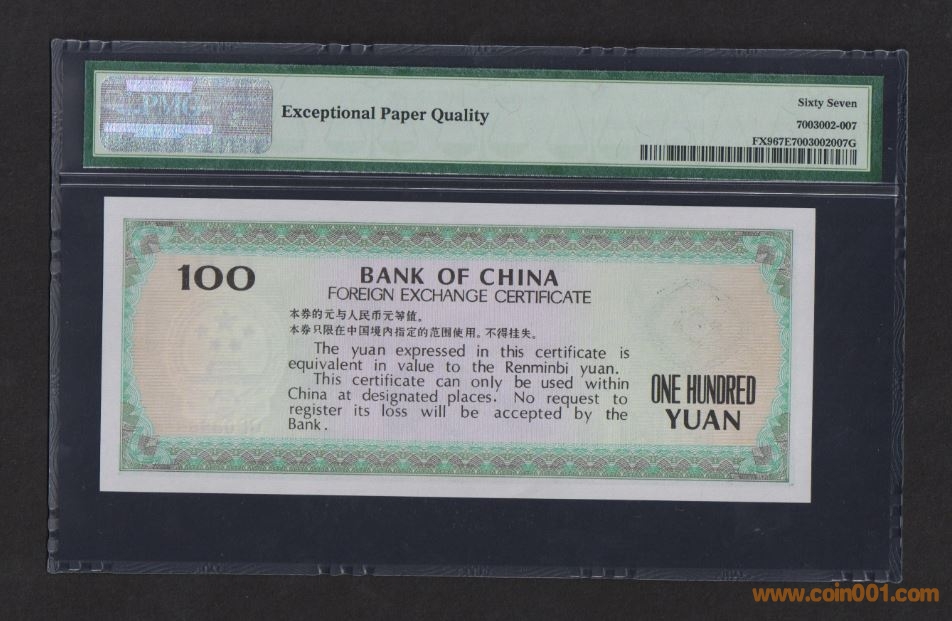 PMG
Exceptional Paper Quality
Sixty Seven
7003002-007
FX967E7003002007G
100
BANK OF CHINA
FOREIGN EXCHANGE CERTIFICATE
本券的元与人民币元等值。
本券只限在中国境内指定的范围使用。不得挂失。
The yuan expressed in this certificate is
equivalent in value to the Renminbi yuan.
This certificate can only be used within
China at designated places. No request to
register its loss will be accepted by the
Bank.
ONE HUNDRED
YUAN
www.coin001.com